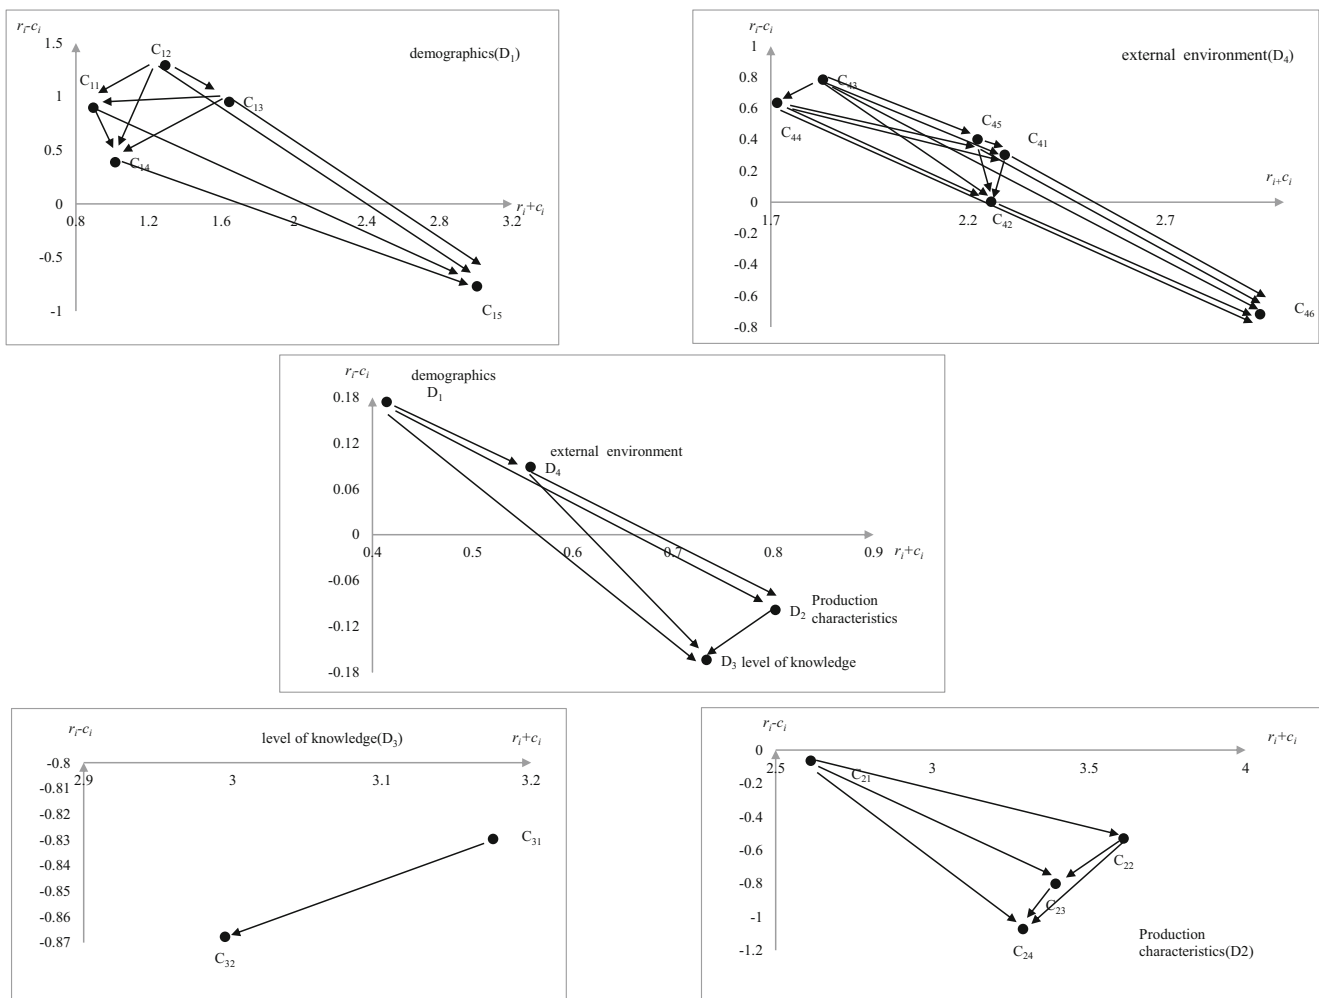 rᵢ-cᵢ
demographics(D₁)
1.5
1
0.5
0
-0.5
-1
0.8 1.2 1.6 2 2.4 2.8 3.2
rᵢ+cᵢ
C₁₂
C₁₁
C₁₃
C₁₄
C₁₅
rᵢ-cᵢ
external environment(D₄)
1
0.8
0.6
0.4
0.2
0
-0.2
-0.4
-0.6
-0.8
1.7 2.2 2.7
rᵢ₊cᵢ
C₄₃
C₄₄
C₄₅
C₄₁
C₄₂
C₄₆
rᵢ-cᵢ
demographics
D₁
0.18
0.12
0.06
0
-0.06
-0.12
-0.18
0.4 0.5 0.6 0.7 0.8 0.9 rᵢ+cᵢ
external environment
D₄
D₂ Production
characteristics
D₃ level of knowledge
rᵢ-cᵢ
level of knowledge(D₃)
rᵢ+cᵢ
-0.8
-0.81
-0.82
-0.83
-0.84
-0.85
-0.86
-0.87
2.9 3 3.1 3.2
C₃₁
C₃₂
rᵢ-cᵢ
rᵢ+cᵢ
0
-0.2
-0.4
-0.6
-0.8
-1
-1.2
2.5 3 3.5 4
C₂₁
C₂₂
C₂₃
C₂₄
Production
characteristics(D2)